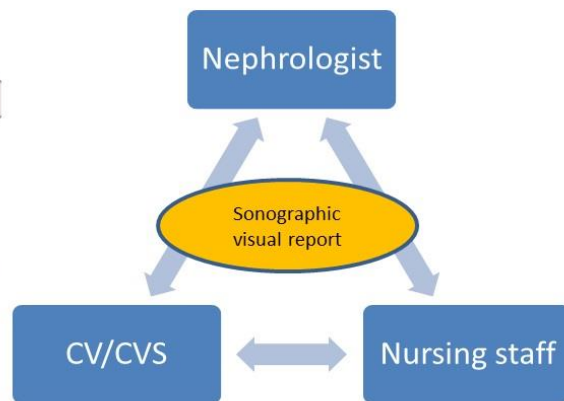 Nephrologist
Sonographic
visual report
CV/CVS
Nursing staff